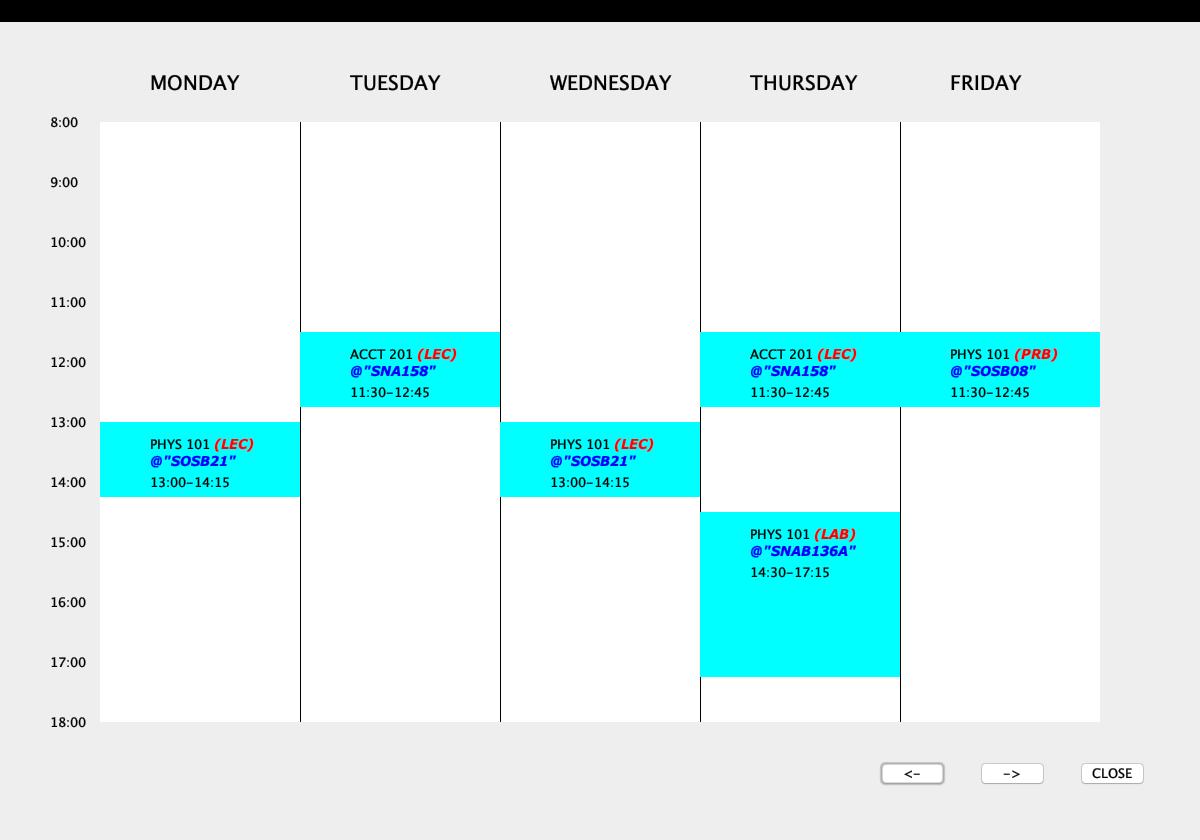 MONDAY TUESDAY WEDNESDAY THURSDAY FRIDAY
8:00
9:00
10:00
11:00
12:00
13:00
14:00
15:00
16:00
17:00
18:00
PHYS 101 (LEC)
@"SOSB21"
13:00-14:15
ACCT 201 (LEC)
@"SNA158"
11:30-12:45
PHYS 101 (LEC)
@"SOSB21"
13:00-14:15
ACCT 201 (LEC)
@"SNA158"
11:30-12:45
PHYS 101 (LAB)
@"SNAB136A"
14:30-17:15
PHYS 101 (PRB)
@"SOSB08"
11:30-12:45
<- -> CLOSE